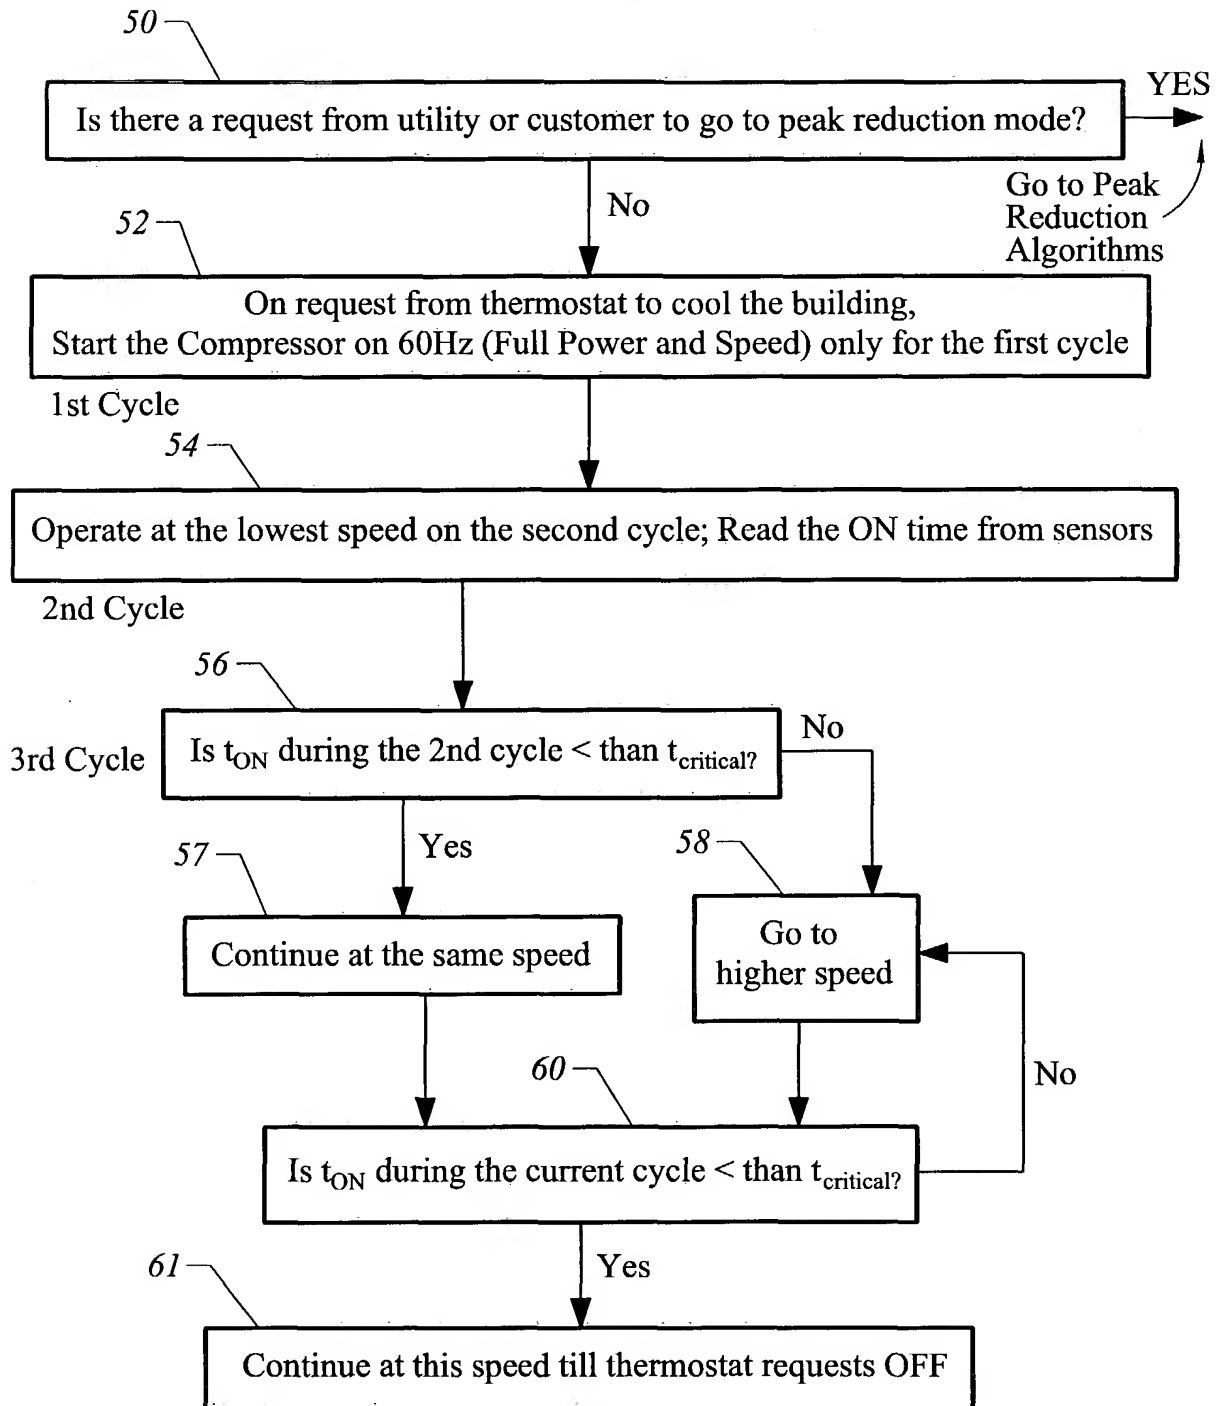 50
YES
Is there a request from utility or customer to go to peak reduction mode?
Go to Peak
Reduction
Algorithms
No
52
On request from thermostat to cool the building,
Start the Compressor on 60Hz (Full Power and Speed) only for the first cycle
1st Cycle
54
Operate at the lowest speed on the second cycle; Read the ON time from sensors
2nd Cycle
56
3rd Cycle
Is tON during the 2nd cycle < than tcritical?
No
Yes
57
58
Continue at the same speed
Go to
higher speed
No
60
Is tON during the current cycle < than tcritical?
Yes
61
Continue at this speed till thermostat requests OFF